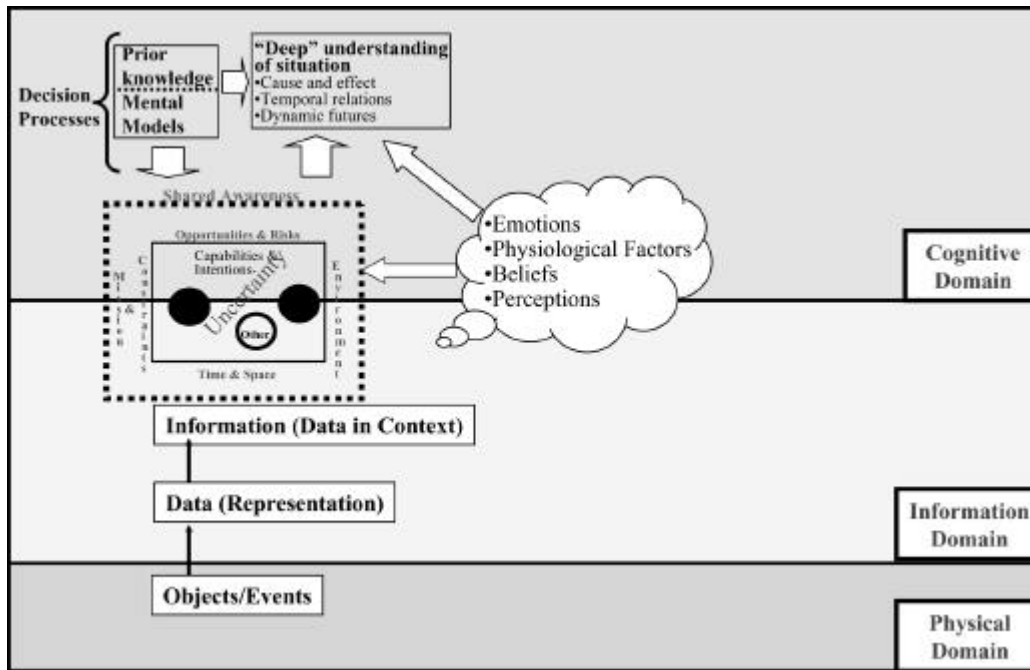 Decision
Processes
Prior
knowledge
Mental
Models
“Deep” understanding
of situation
•Cause and effect
•Temporal relations
•Dynamic futures
Shared Awareness
Opportunities & Risks
Mission
&
Constraints
Capabilities &
Intentions
Uncertainty
Other
Environment
Time & Space
•Emotions
•Physiological Factors
•Beliefs
•Perceptions
Cognitive
Domain
Information (Data in Context)
Data (Representation)
Information
Domain
Objects/Events
Physical
Domain